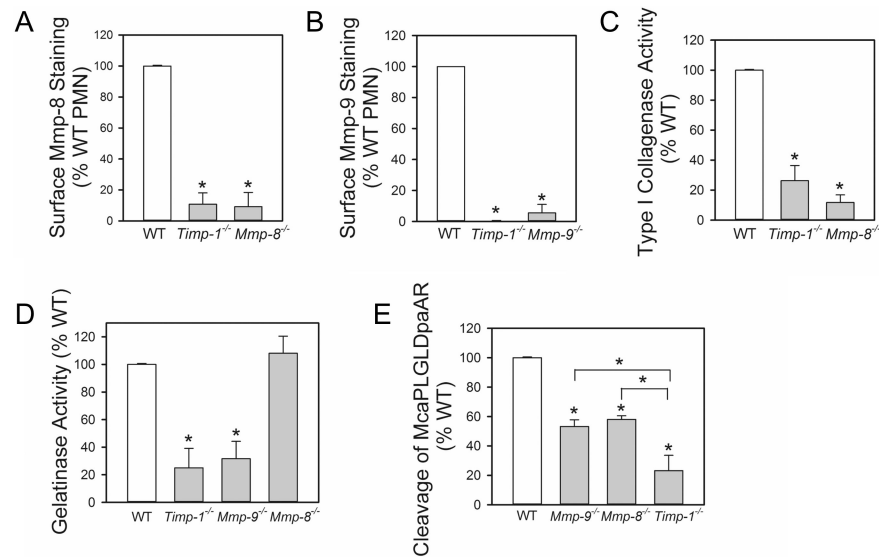 A
Surface Mmp-8 Staining
(% WT PMN)
120
100
80
60
40
20
0
*
*
WT
Timp-1-/-
Mmp-8-/-
B
Surface Mmp-9 Staining
(% WT PMN)
120
100
80
60
40
20
0
*
*
WT
Timp-1-/-
Mmp-9-/-
C
Type I Collagenase Activity
(% WT)
120
100
80
60
40
20
0
*
*
WT
Timp-1-/-
Mmp-8-/-
D
Gelatinase Activity (% WT)
120
100
80
60
40
20
0
*
*
WT
Timp-1-/-
Mmp-9-/-
Mmp-8-/-
E
Cleavage of McaPLGLDpaAR
(% WT)
120
100
80
60
40
20
0
*
*
*
*
*
WT
Mmp-9-/-
Mmp-8-/-
Timp-1-/-